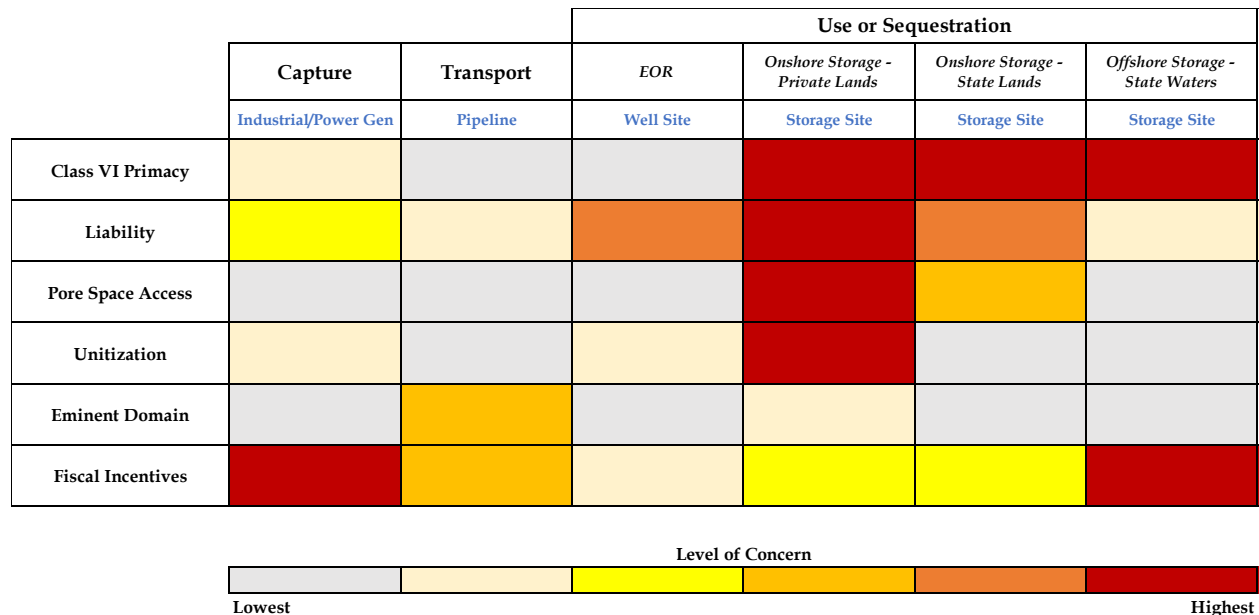 Use or Sequestration
Capture
Transport
EOR
Onshore Storage -
Private Lands
Onshore Storage -
State Lands
Offshore Storage -
State Waters
Industrial/Power Gen
Pipeline
Well Site
Storage Site
Storage Site
Storage Site
Class VI Primacy
Liability
Pore Space Access
Unitization
Eminent Domain
Fiscal Incentives
Level of Concern
Lowest
Highest